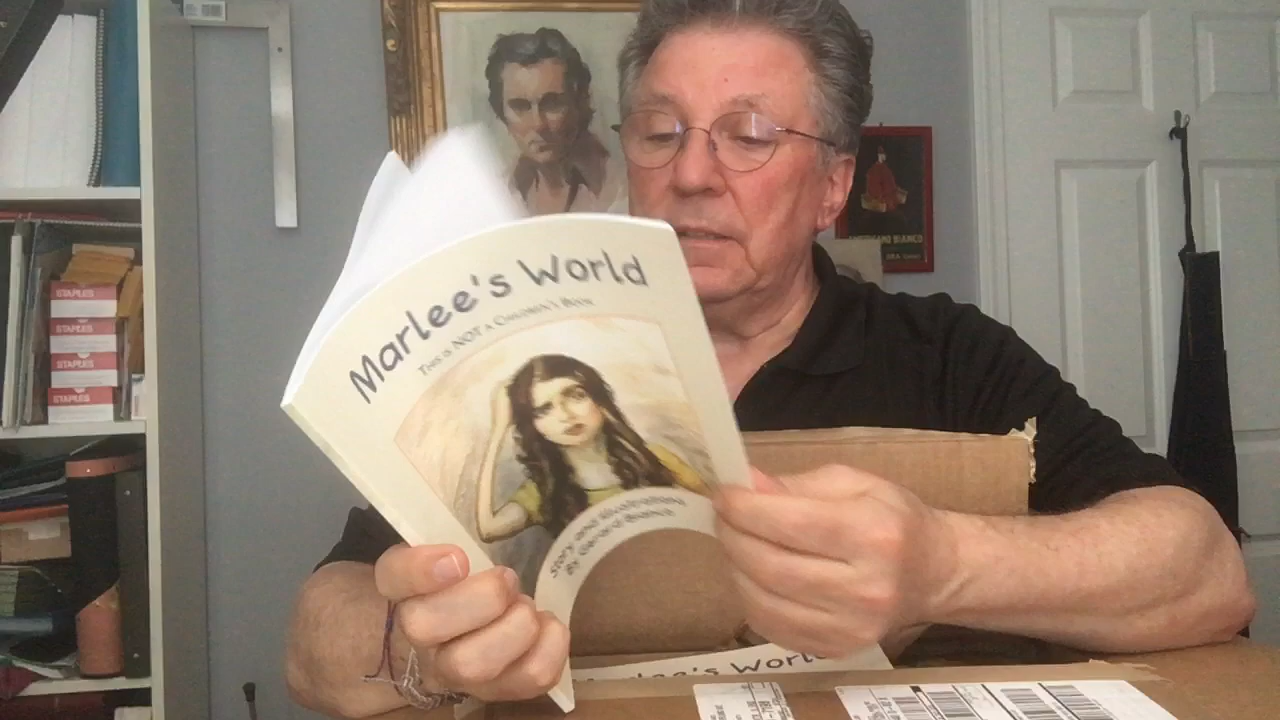 Marlee's World
This is NOT a Children's Book
Story and Illustrations
By Gerard Bianco
Marlee's World
STAPLES
STAPLES
STAPLES
STAPLES
BIANCO